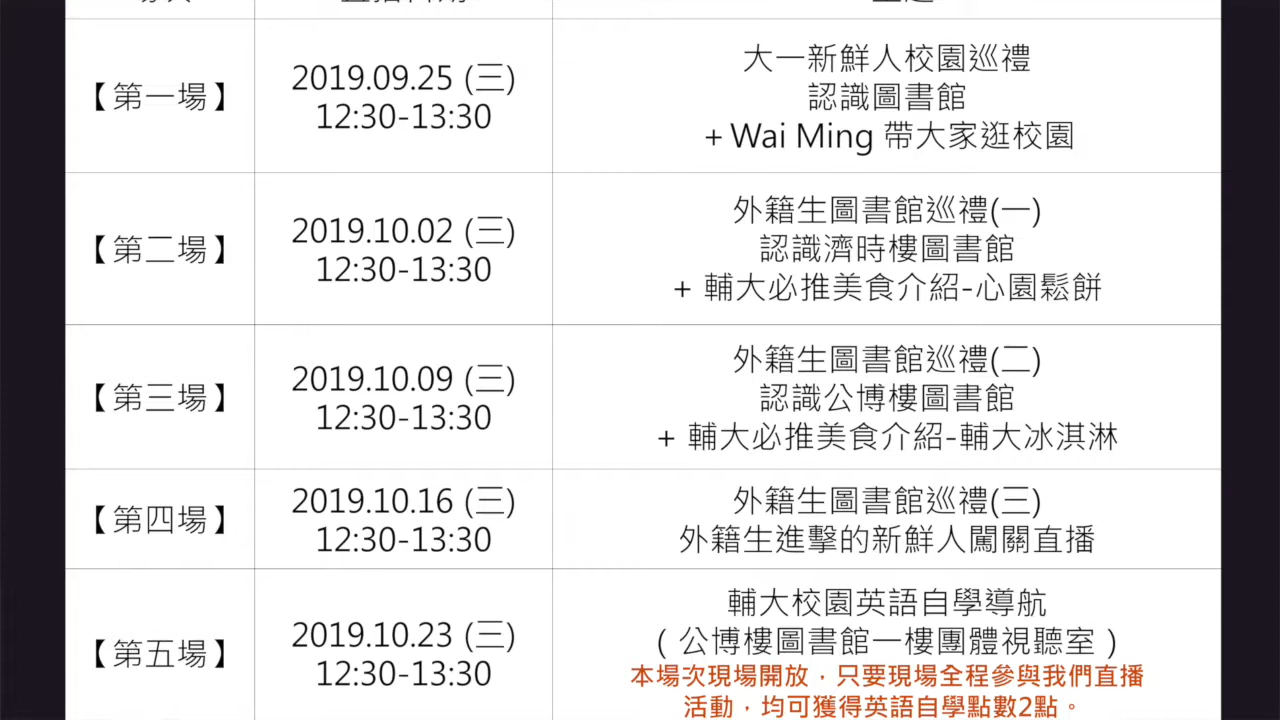 【第一場】
2019.09.25 (三)
12:30-13:30
大一新鮮人校園巡禮
認識圖書館
+ Wai Ming 帶大家逛校園
【第二場】
2019.10.02 (三)
12:30-13:30
外籍生圖書館巡禮(一)
認識濟時樓圖書館
+ 輔大必推美食介紹-心園鬆餅
【第三場】
2019.10.09 (三)
12:30-13:30
外籍生圖書館巡禮(二)
認識公博樓圖書館
+ 輔大必推美食介紹-輔大冰淇淋
【第四場】
2019.10.16 (三)
12:30-13:30
外籍生圖書館巡禮(三)
外籍生進擊的新鮮人闖關直播
【第五場】
2019.10.23 (三)
12:30-13:30
輔大校園英語自學導航
( 公博樓圖書館一樓團體視聽室 )
本場次現場開放，只要現場全程參與我們直播
活動，均可獲得英語自學點數2點。